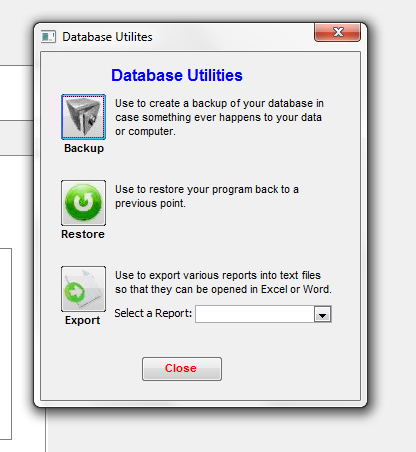 Database Utilites
Database Utilities
Use to create a backup of your database in
case something ever happens to your data
or computer.
Backup
Use to restore your program back to a
previous point.
Restore
Use to export various reports into text files
so that they can be opened in Excel or Word.
Export
Select a Report:
Close